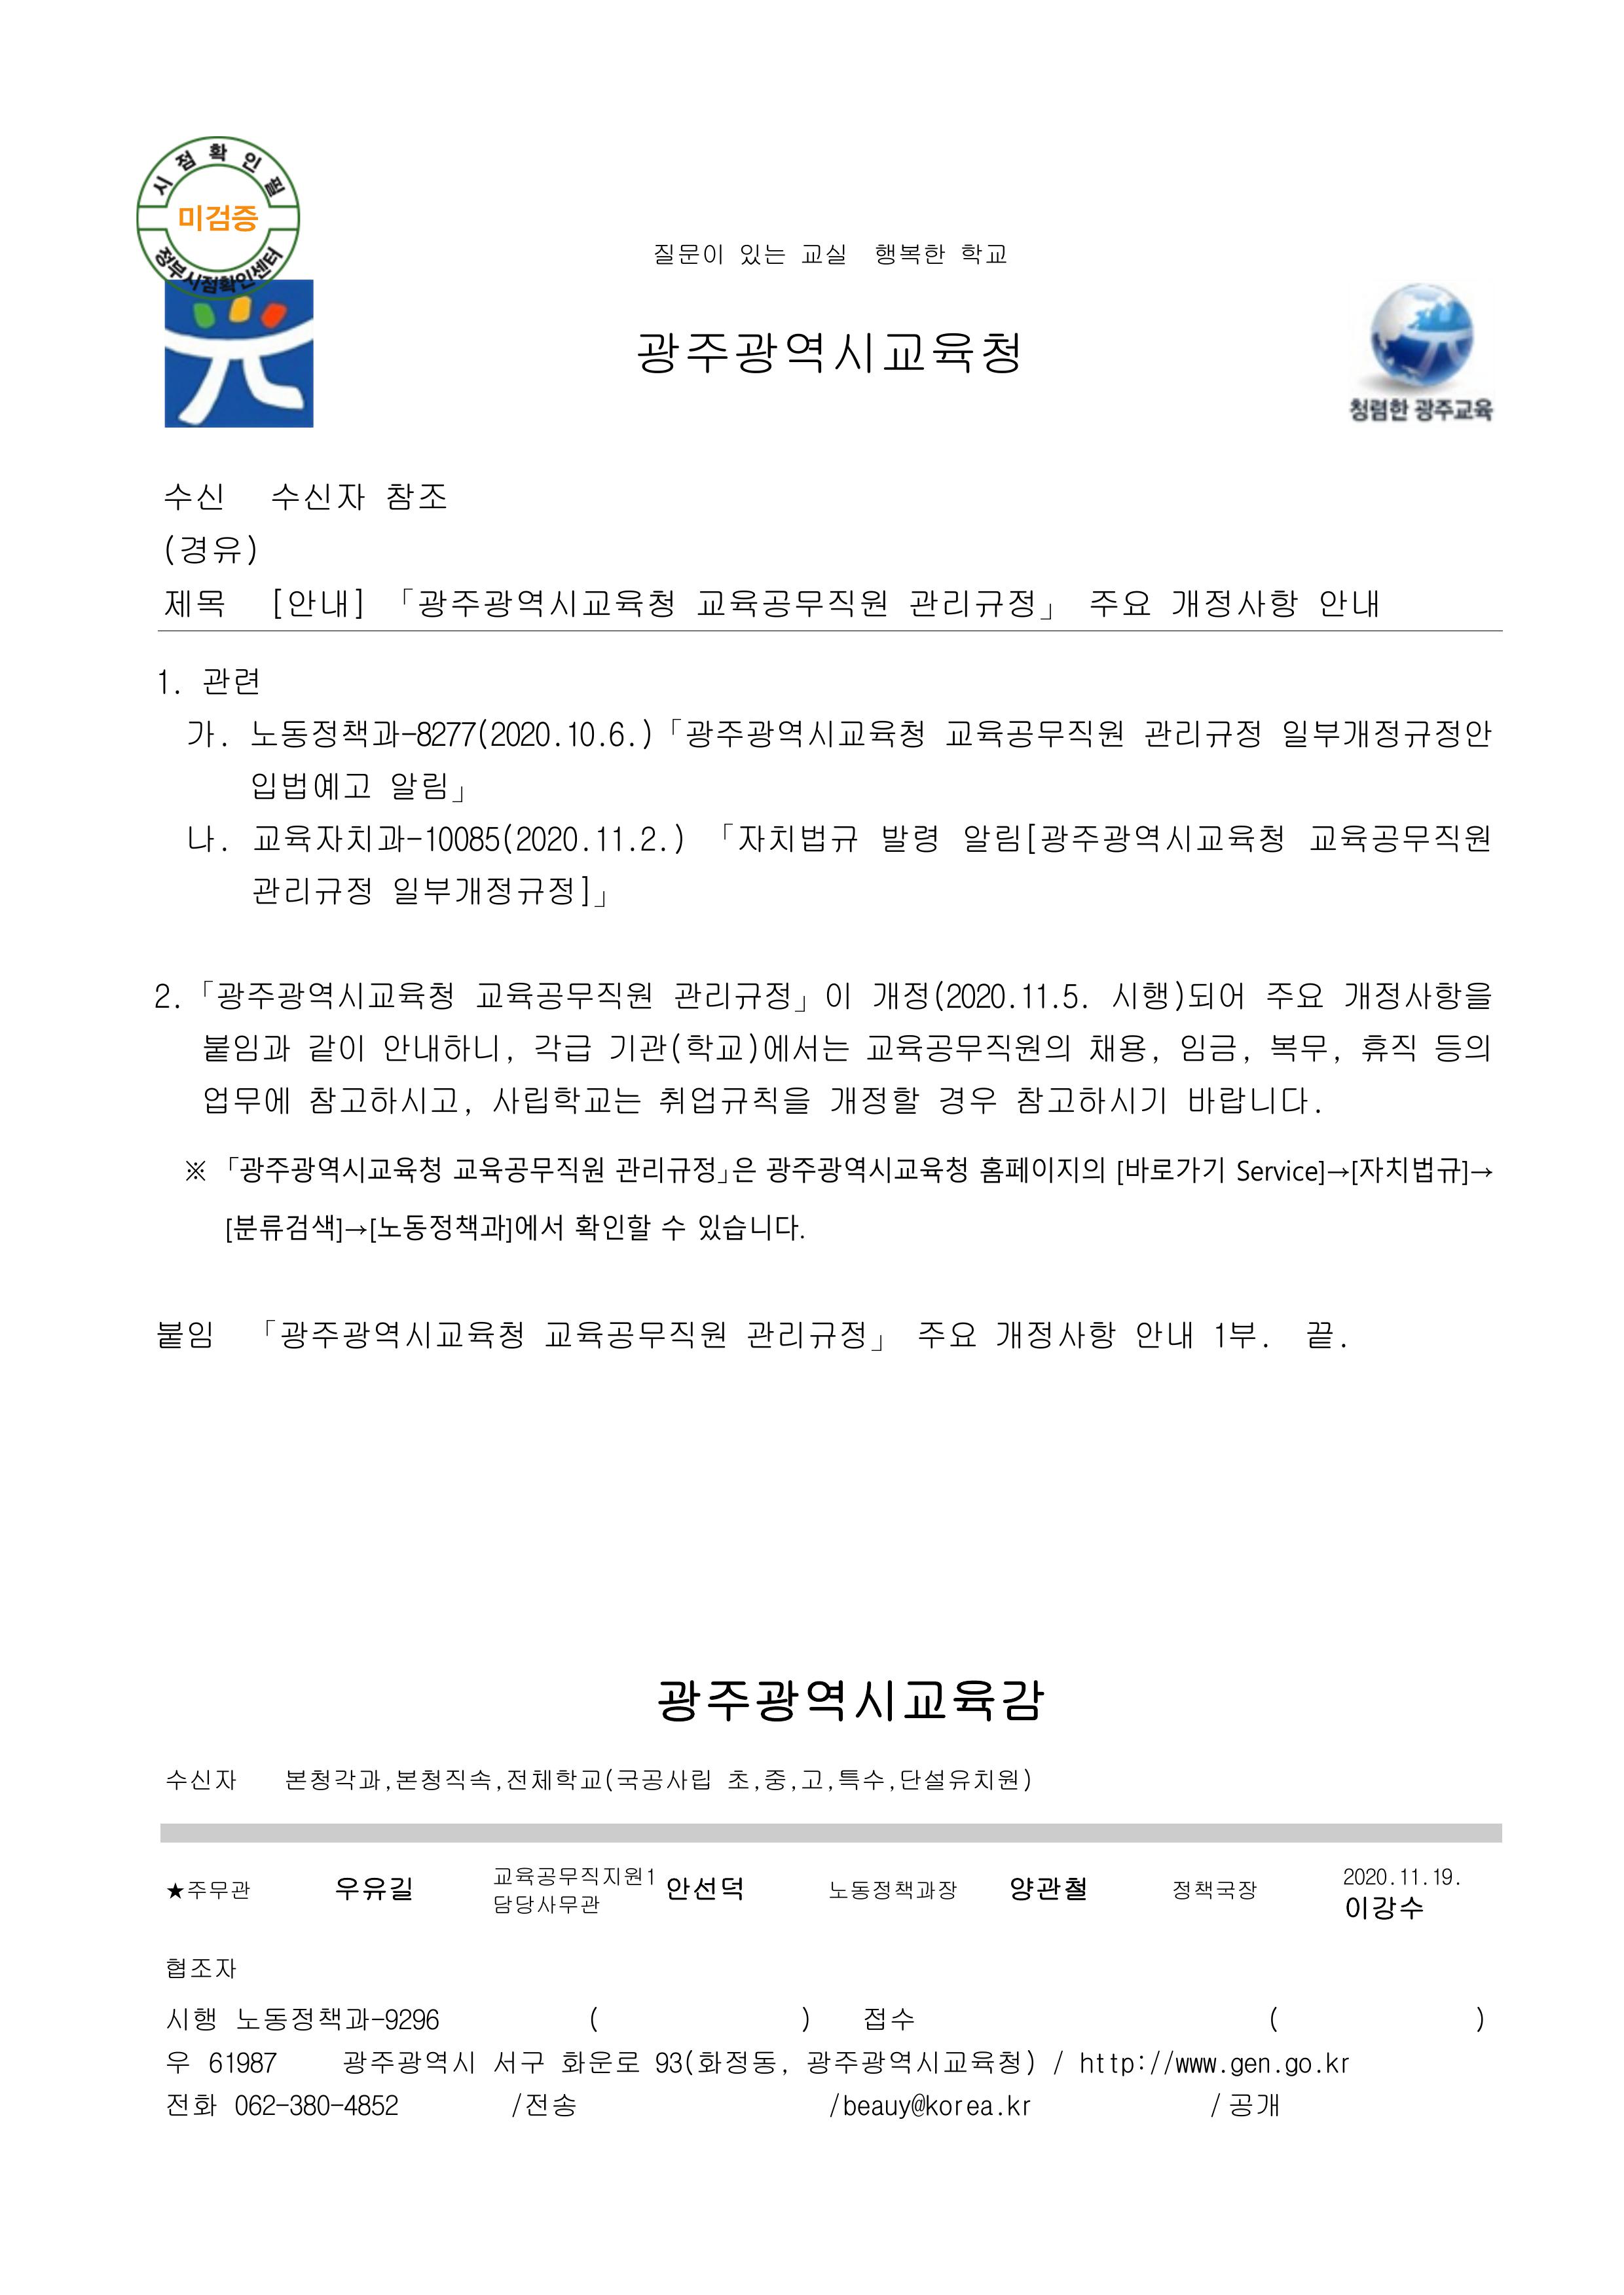 시점확인필
미검증
정부시점확인센터
질문이 있는 교실 행복한 학교
광주광역시교육청
청렴한 광주교육
수신 수신자 참조
(경유)
제목 [안내] 「광주광역시교육청 교육공무직원 관리규정」 주요 개정사항 안내
1. 관련
가. 노동정책과-8277(2020.10.6.)「광주광역시교육청 교육공무직원 관리규정 일부개정규정안
입법예고 알림」
나. 교육자치과-10085(2020.11.2.) 「자치법규 발령 알림[광주광역시교육청 교육공무직원
관리규정 일부개정규정]」
2.「광주광역시교육청 교육공무직원 관리규정」이 개정(2020.11.5. 시행)되어 주요 개정사항을
붙임과 같이 안내하니, 각급 기관(학교)에서는 교육공무직원의 채용, 임금, 복무, 휴직 등의
업무에 참고하시고, 사립학교는 취업규칙을 개정할 경우 참고하시기 바랍니다.
※ 「광주광역시교육청 교육공무직원 관리규정」은 광주광역시교육청 홈페이지의 [바로가기 Service]→[자치법규]→
[분류검색]→[노동정책과]에서 확인할 수 있습니다.
붙임 「광주광역시교육청 교육공무직원 관리규정」 주요 개정사항 안내 1부. 끝.
광주광역시교육감
수신자 본청각과,본청직속,전체학교(국공사립 초,중,고,특수,단설유치원)
★주무관 우유길 교육공무직지원1 담당사무관 안선덕 노동정책과장 양관철 정책국장 2020.11.19. 이강수
협조자
시행 노동정책과-9296 ( ) 접수 ( )
우 61987 광주광역시 서구 화운로 93(화정동, 광주광역시교육청) / http://www.gen.go.kr
전화 062-380-4852 /전송 /beauy@korea.kr / 공개